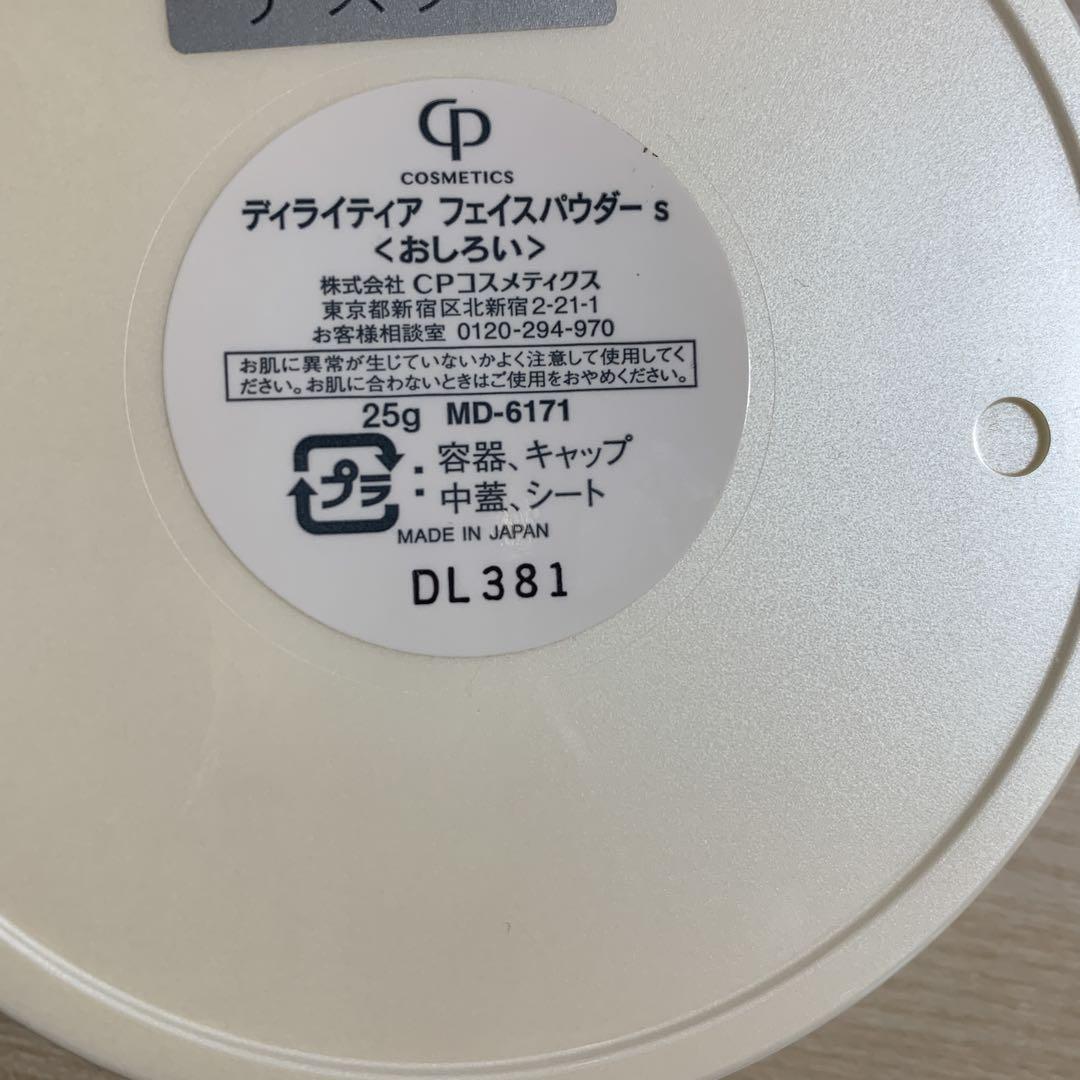 CP
COSMETICS
ディライティア フェイスパウダー s
<おしろい>
株式会社 CPコスメティクス
東京都新宿区北新宿2-21-1
お客様相談室 0120-294-970
お肌に異常が生じていないかよく注意して使用してく
ださい。お肌に合わないときはご使用をおやめください。
25g MD-6171
プラ : 容器、キャップ
: 中蓋、シート
MADE IN JAPAN
DL381